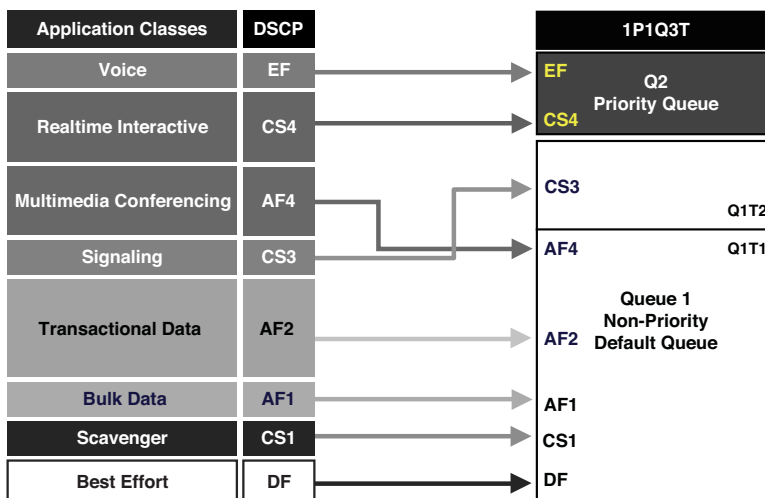 Application Classes DSCP 1P1Q3T
Voice EF EF
Q2
Priority Queue
Realtime Interactive CS4 CS4
Multimedia Conferencing AF4 CS3
Q1T2
Signaling CS3 AF4 Q1T1
Queue 1
Non-Priority
Default Queue
Transactional Data AF2 AF2
Bulk Data AF1 AF1
Scavenger CS1 CS1
Best Effort DF DF